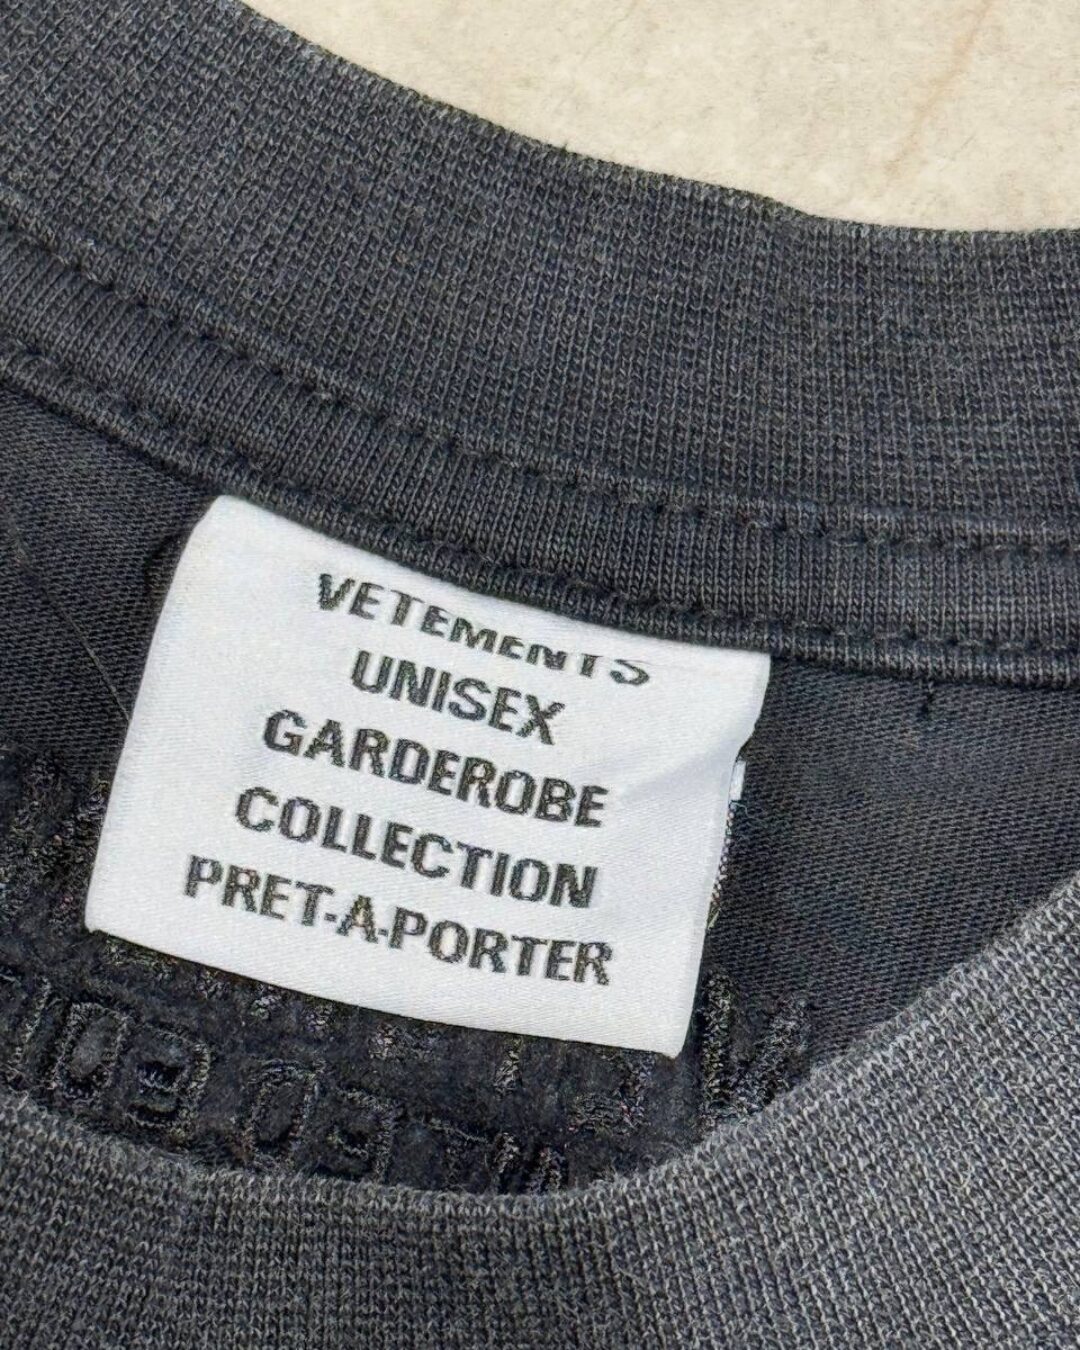 VETEMENTS
UNISEX
GARDEROBE
COLLECTION
PRET-A-PORTER